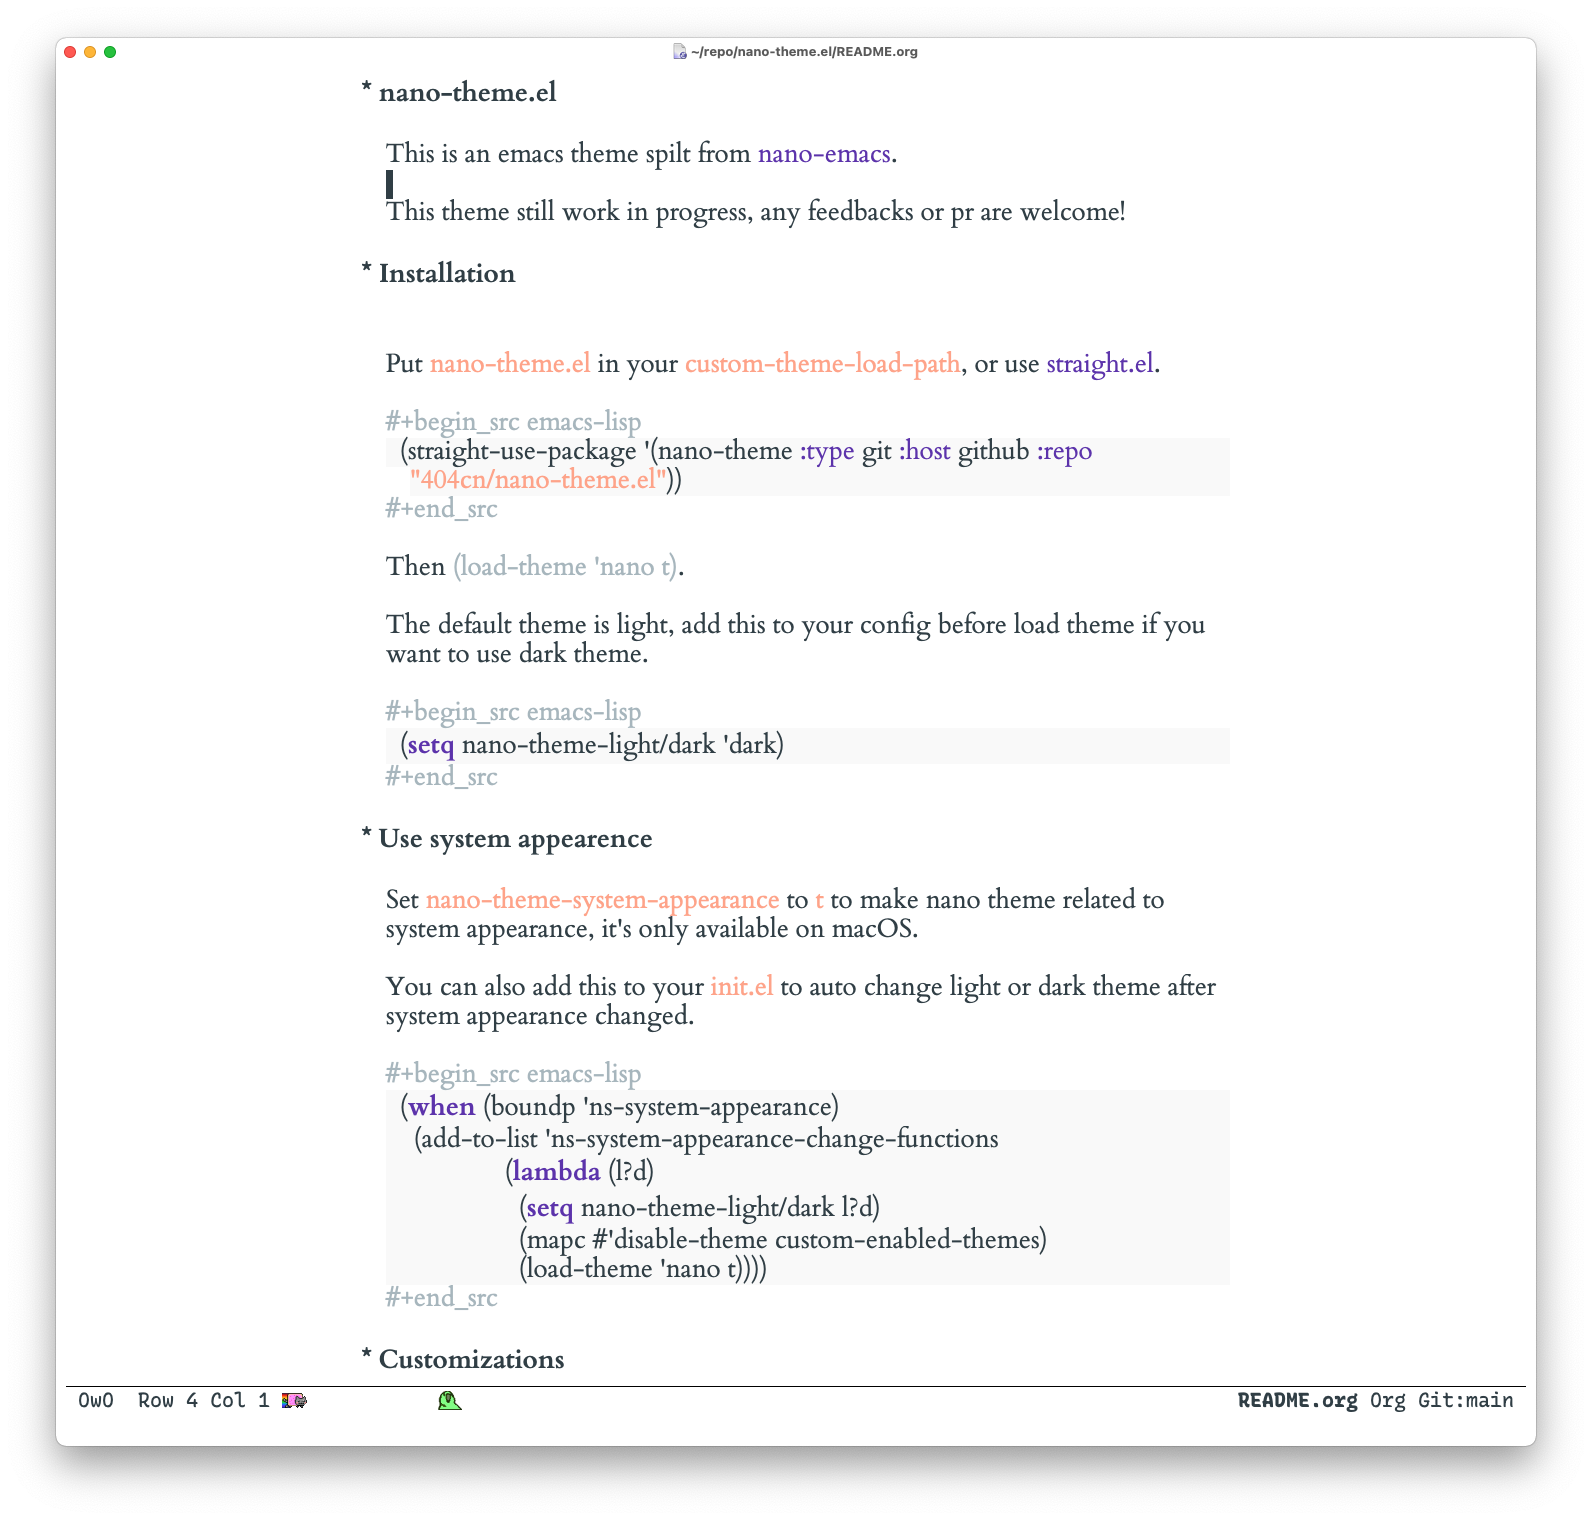 ~/repo/nano-theme.el/README.org
* nano-theme.el
This is an emacs theme spilt from nano-emacs.
This theme still work in progress, any feedbacks or pr are welcome!
* Installation
Put nano-theme.el in your custom-theme-load-path, or use straight.el.
#+begin_src emacs-lisp
(straight-use-package '(nano-theme :type git :host github :repo
"404cn/nano-theme.el"))
#+end_src
Then (load-theme 'nano t).
The default theme is light, add this to your config before load theme if you
want to use dark theme.
#+begin_src emacs-lisp
(setq nano-theme-light/dark 'dark)
#+end_src
* Use system appearence
Set nano-theme-system-appearance to t to make nano theme related to
system appearance, it's only available on macOS.
You can also add this to your init.el to auto change light or dark theme after
system appearance changed.
#+begin_src emacs-lisp
(when (boundp 'ns-system-appearance)
(add-to-list 'ns-system-appearance-change-functions
(lambda (l?d)
(setq nano-theme-light/dark l?d)
(mapc #'disable-theme custom-enabled-themes)
(load-theme 'nano t))))
#+end_src
* Customizations
OwO Row 4 Col 1 README.org Org Git:main